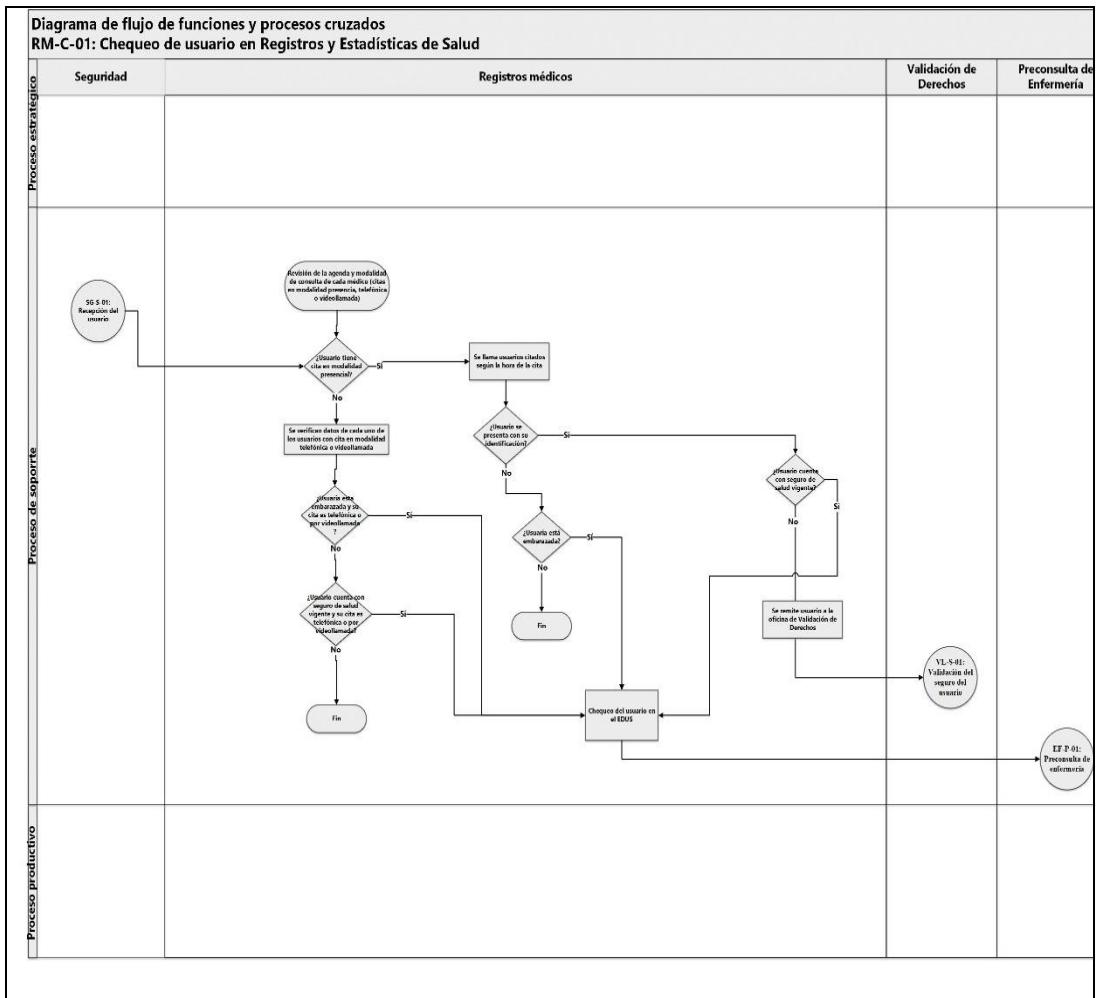 Diagrama de flujo de funciones y procesos cruzados
RM-C-01: Chequeo de usuario en Registros y Estadísticas de Salud
Seguridad
Registros médicos
Validación de
Derechos
Preconsulta de
Enfermería
Proceso estratégico
Proceso de soporrte
Proceso productivo
SG-S-01:
Recepción del
usuario
Revisión de la agenda y modalidad
de consulta de cada médico (citas
en modalidad presencia, telefónica
o videollamada)
¿Usuario tiene
cita en modalidad
presencial?
Sí
No
Se llama usuarios citados
según la hora de la cita
Se verifican datos de cada uno de
los usuarios con cita en modalidad
telefónica o videollamada
¿Usuario se
presenta con su
identificación?
Si
No
¿Usuario cuenta
con seguro de
salud vigente?
Si
No
¿Usuaria está
embarazada y su
cita es telefónica o
por videollamada
?
Sí
No
¿Usuaria está
embarazada?
Sí
No
¿Usuario cuenta con
seguro de salud
vigente y su cita es
telefónica o por
videollamada?
Sí
No
Fin
Se remite usuario a la
oficina de Validación de
Derechos
VL-S-01:
Validación del
seguro del
usuario
Fin
Chequeo del usuario en
el EDUS
EF-P-01:
Preconsulta de
enfermería